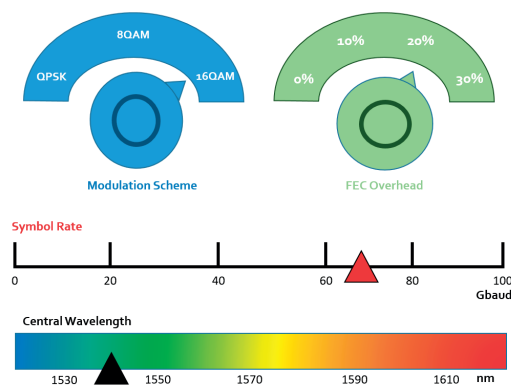 8QAM
QPSK
16QAM
Modulation Scheme
10%
20%
0%
30%
FEC Overhead
Symbol Rate
0 20 40 60 80 100
Gbaud
Central Wavelength
1530 1550 1570 1590 1610 nm